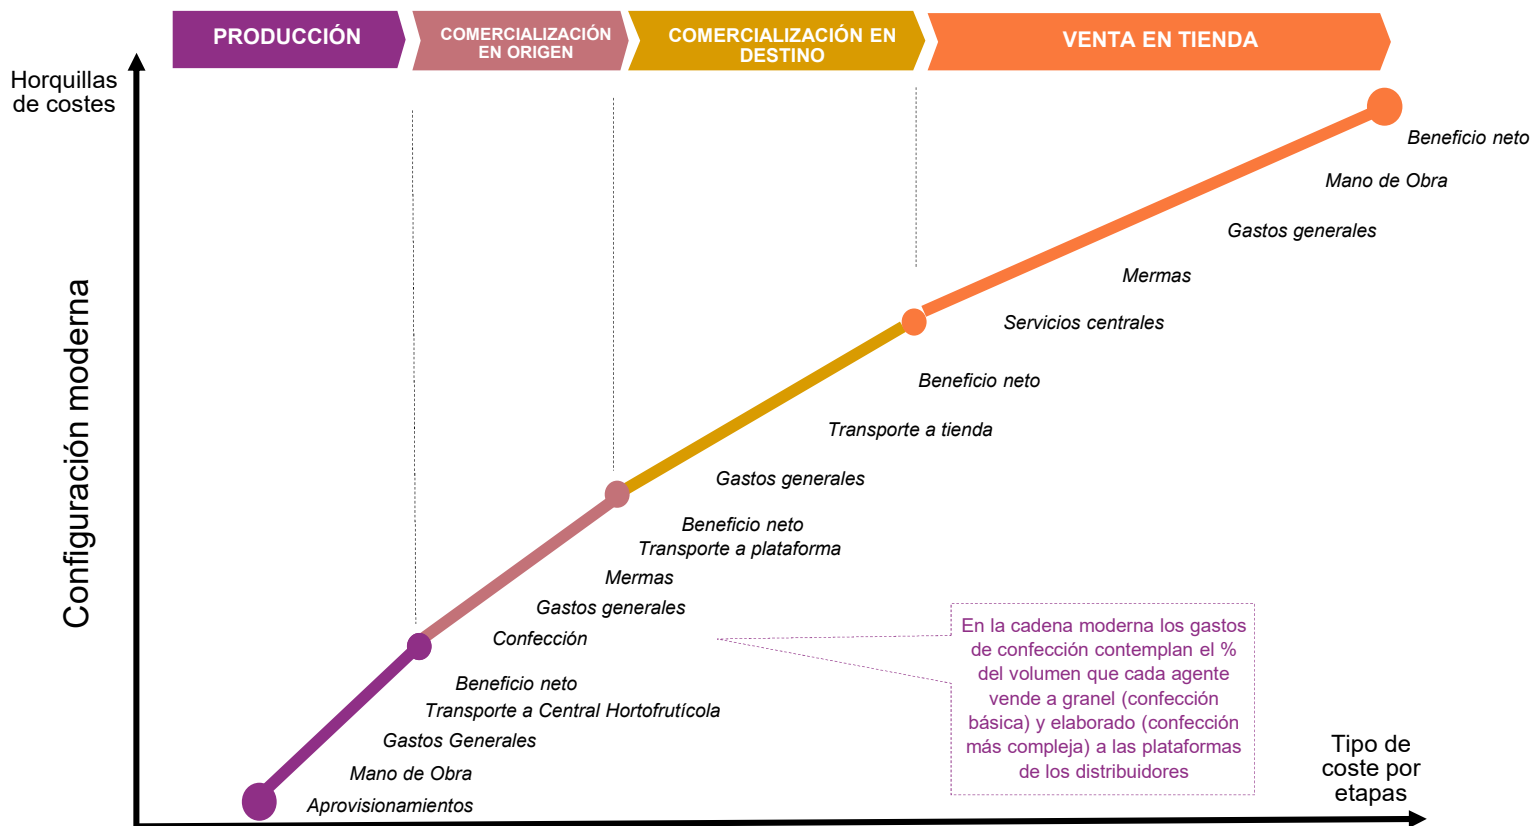 PRODUCCIÓN
COMERCIALIZACIÓN
EN ORIGEN
COMERCIALIZACIÓN EN
DESTINO
VENTA EN TIENDA
Horquillas
de costes
Configuración moderna
Beneficio neto
Mano de Obra
Gastos generales
Mermas
Servicios centrales
Beneficio neto
Transporte a tienda
Gastos generales
Beneficio neto
Transporte a plataforma
Mermas
Gastos generales
Confección
Beneficio neto
Transporte a Central Hortofrutícola
Gastos Generales
Mano de Obra
Aprovisionamientos
En la cadena moderna los gastos
de confección contemplan el %
del volumen que cada agente
vende a granel (confección
básica) y elaborado (confección
más compleja) a las plataformas
de los distribuidores
Tipo de
coste por
etapas